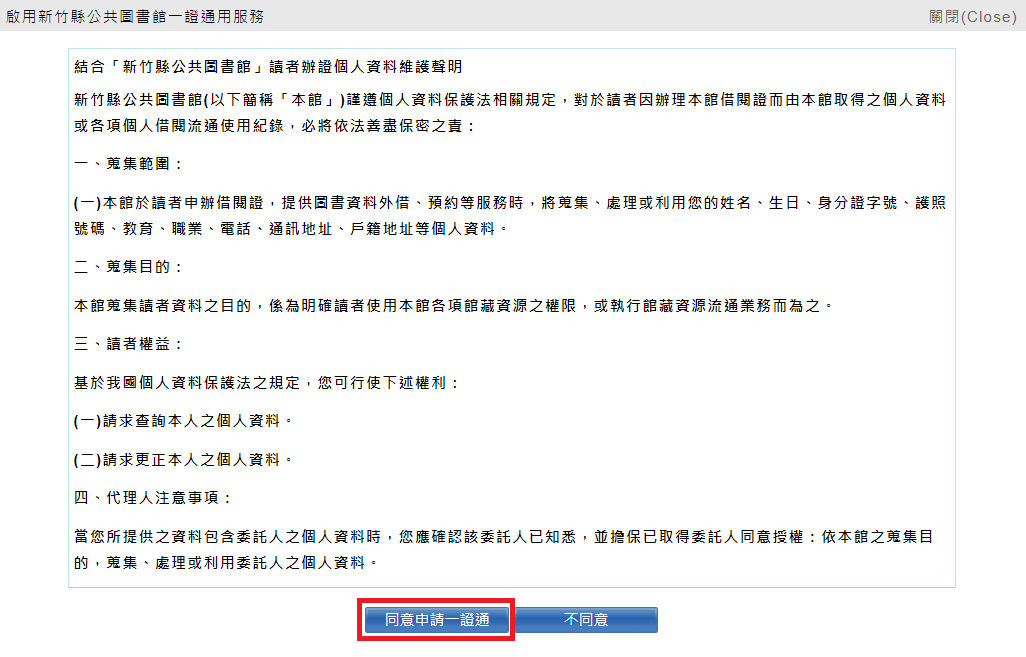 啟用新竹縣公共圖書館一證通用服務
關閉(Close)
結合「新竹縣公共圖書館」讀者辦證個人資料維護聲明
新竹縣公共圖書館(以下簡稱「本館」)謹遵個人資料保護法相關規定，對於讀者因辦理本館借閱證而由本館取得之個人資料
或各項個人借閱流通使用紀錄，必將依法善盡保密之責：
一、蒐集範圍：
(一)本館於讀者申辦借閱證，提供圖書資料外借、預約等服務時，將蒐集、處理或利用您的姓名、生日、身分證字號、護照
號碼、教育、職業、電話、通訊地址、戶籍地址等個人資料。
二、蒐集目的：
本館蒐集讀者資料之目的，係為明確讀者使用本館各項館藏資源之權限，或執行館藏資源流通業務而為之。
三、讀者權益：
基於我國個人資料保護法之規定，您可行使下述權利：
(一)請求查詢本人之個人資料。
(二)請求更正本人之個人資料。
四、代理人注意事項：
當您所提供之資料包含委託人之個人資料時，您應確認該委託人已知悉，並擔保已取得委託人同意授權：依本館之蒐集目
的，蒐集、處理或利用委託人之個人資料。
同意申請一證通
不同意